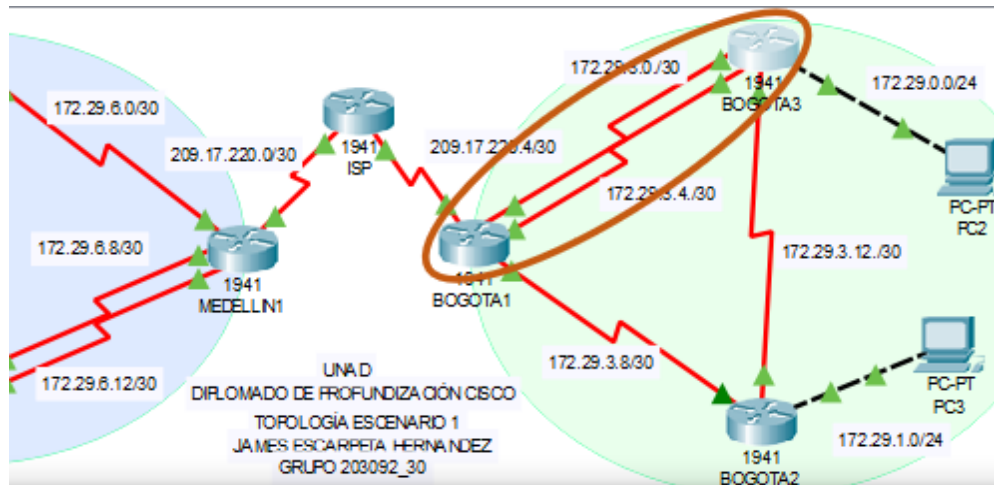 172.29.6.0/30
209.17.220.0/30
1941
ISP
172.29.3.0./30
209.17.220.4/30
1941
BOGOTA3
172.29.0.0/24
172.29.3.4./30
PC-PT
PC2
172.29.6.8/30
1941
MEDELLIN1
1941
BOGOTA1
172.29.3.12./30
172.29.6.12/30
172.29.3.8/30
UNAD
DIPLOMADO DE PROFUNDIZACIÓN CISCO
TOPOLOGÍA ESCENARIO 1
JAMES ESCARPETA HERNANDEZ
GRUPO 203092_30
PC-PT
PC3
172.29.1.0/24
1941
BOGOTA2